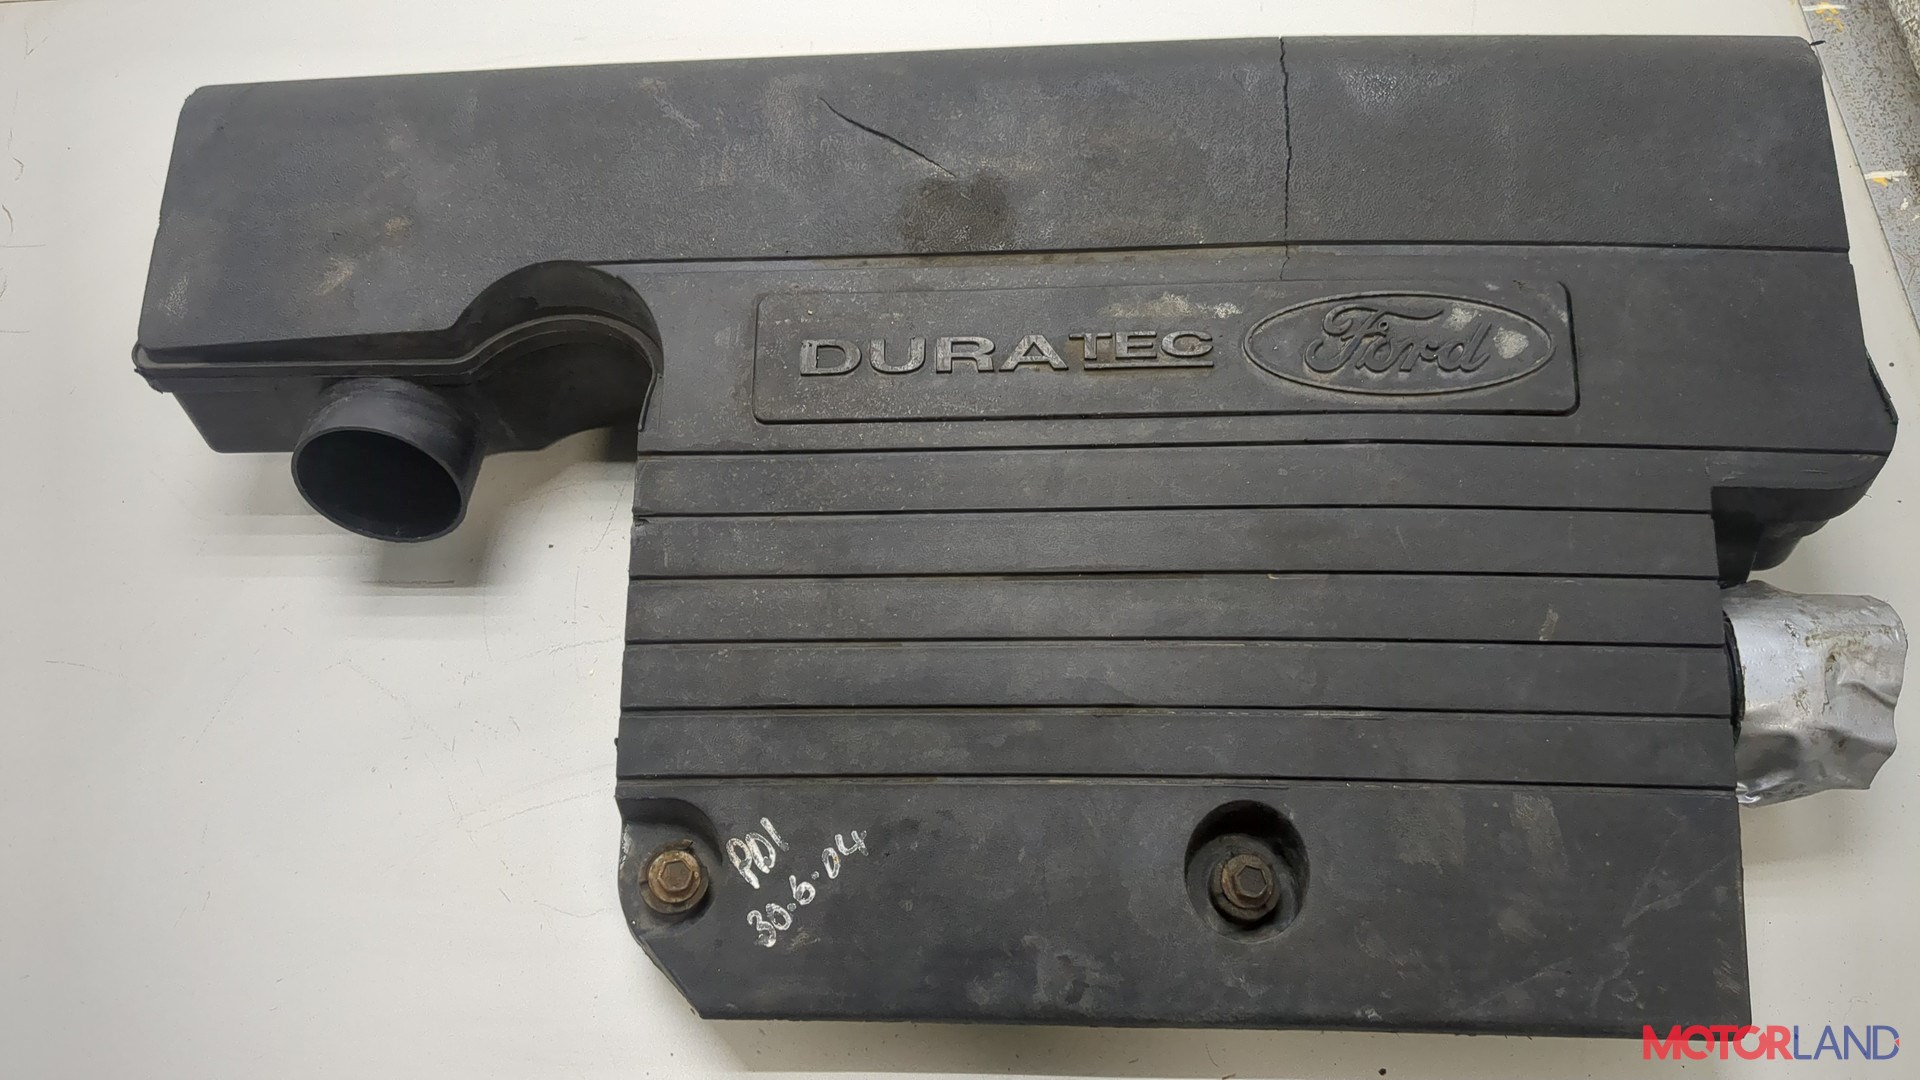 DURATEC Ford
PDI
30.6.04
MOTORLAND